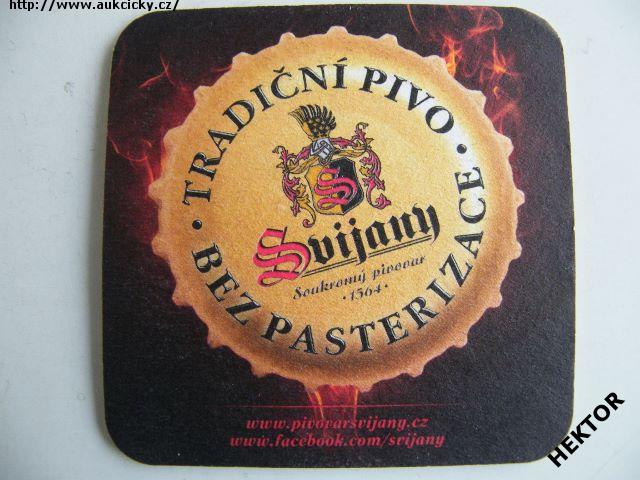 http://www.aukcicky.cz/
· TRADIČNÍ PIVO ·
S
Svijany
Soukromý pivovar
· 1564 ·
BEZ PASTERIZACE
www.pivovarsvijany.cz
www.facebook.com/svijany
HEKTOR